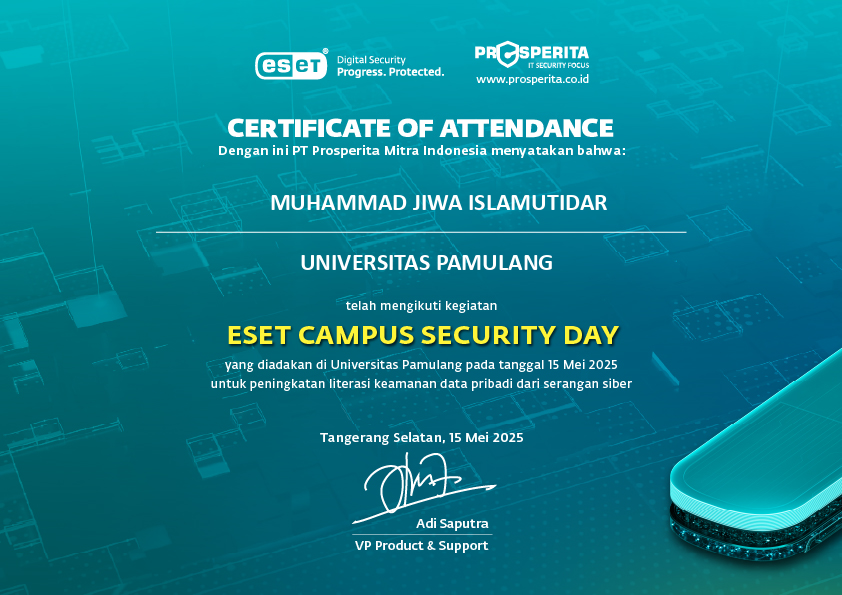 eset® Digital Security
Progress. Protected.
PROSPERITA
IT SECURITY FOCUS
www.prosperita.co.id
CERTIFICATE OF ATTENDANCE
Dengan ini PT Prosperita Mitra Indonesia menyatakan bahwa:
MUHAMMAD JIWA ISLAMUTIDAR
UNIVERSITAS PAMULANG
telah mengikuti kegiatan
ESET CAMPUS SECURITY DAY
yang diadakan di Universitas Pamulang pada tanggal 15 Mei 2025
untuk peningkatan literasi keamanan data pribadi dari serangan siber
Tangerang Selatan, 15 Mei 2025
Adi Saputra
VP Product & Support